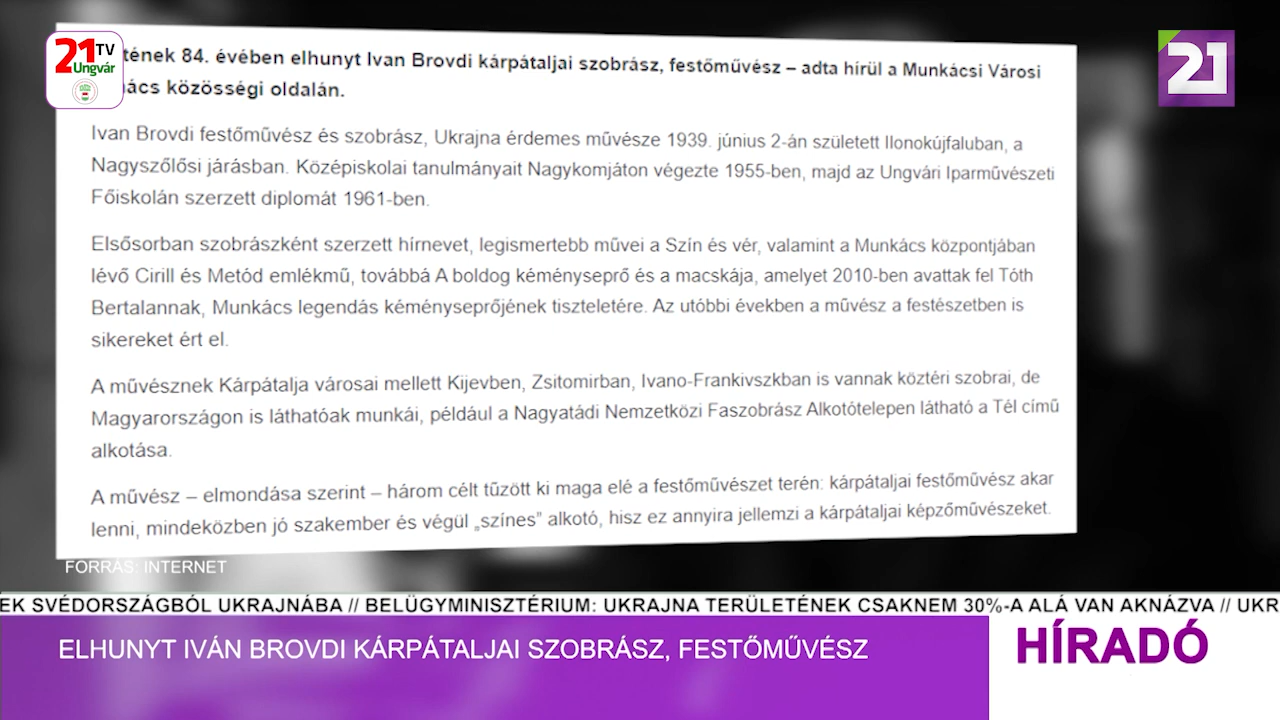 21 TV
Ungvár
21
tének 84. évében elhunyt Ivan Brovdi kárpátaljai szobrász, festőművész – adta hírül a Munkácsi Városi
ács közösségi oldalán.
Ivan Brovdi festőművész és szobrász, Ukrajna érdemes művésze 1939. június 2-án született Ilonokújfaluban, a
Nagyszőlősi járásban. Középiskolai tanulmányait Nagykomjáton végezte 1955-ben, majd az Ungvári Iparművészeti
Főiskolán szerzett diplomát 1961-ben.
Elsősorban szobrászként szerzett hírnevet, legismertebb művei a Szín és vér, valamint a Munkács központjában
lévő Cirill és Metód emlékmű, továbbá A boldog kéményseprő és a macskája, amelyet 2010-ben avattak fel Tóth
Bertalannak, Munkács legendás kéményseprőjének tiszteletére. Az utóbbi években a művész a festészetben is
sikereket ért el.
A művésznek Kárpátalja városai mellett Kijevben, Zsitomirban, Ivano-Frankivszkban is vannak köztéri szobrai, de
Magyarországon is láthatóak munkái, például a Nagyatádi Nemzetközi Faszobrász Alkotótelepen látható a Tél című
alkotása.
A művész – elmondása szerint – három célt tűzött ki maga elé a festőművészet terén: kárpátaljai festőművész akar
lenni, mindeközben jó szakember és végül „színes” alkotó, hisz ez annyira jellemzi a kárpátaljai képzőművészeket.
FORRÁS: INTERNET
EK SVÉDORSZÁGBÓL UKRAJNÁBA // BELÜGYMINISZTÉRIUM: UKRAJNA TERÜLETÉNEK CSAKNEM 30%-A ALÁ VAN AKNÁZVA // UKR
ELHUNYT IVÁN BROVDI KÁRPÁTALJAI SZOBRÁSZ, FESTŐMŰVÉSZ
HÍRADÓ